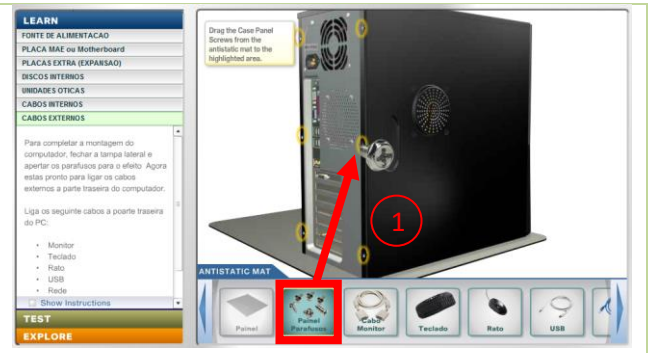 LEARN
FONTE DE ALIMENTACAO
PLACA MAE ou Motherboard
PLACAS EXTRA (EXPANSAO)
DISCOS INTERNOS
UNIDADES OTICAS
CABOS INTERNOS
CABOS EXTERNOS
Para completar a montagem do
computador, fechar a tampa lateral e
apertar os parafusos para o efeito Agora
estas pronto para ligar os cabos
externos a parte traseira do computador.
Liga os seguinte cabos a poarte traseira
do PC:
• Monitor
• Teclado
• Rato
• USB
• Rede
Show Instructions
TEST
EXPLORE
Drag the Case Panel
Screws from the
antistatic mat to the
highlighted area.
1
ANTISTATIC MAT
Painel
Painel
Parafusos
Cabo
Monitor
Teclado
Rato
USB